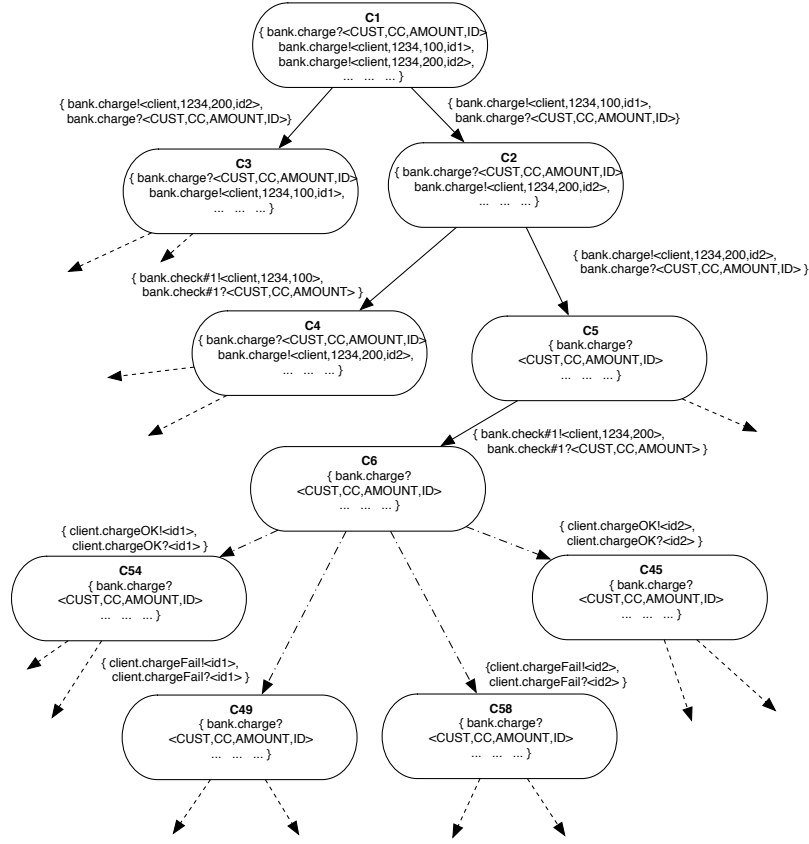 C1
{ bank.charge?<CUST,CC,AMOUNT,ID>
bank.charge!<client,1234,100,id1>,
bank.charge!<client,1234,200,id2>,
... ... ... }
{ bank.charge!<client,1234,200,id2>,
bank.charge?<CUST,CC,AMOUNT,ID>}
{ bank.charge!<client,1234,100,id1>,
bank.charge?<CUST,CC,AMOUNT,ID>}
C3
{ bank.charge?<CUST,CC,AMOUNT,ID>
bank.charge!<client,1234,100,id1>,
... ... ... }
C2
{ bank.charge?<CUST,CC,AMOUNT,ID>
bank.charge!<client,1234,200,id2>,
... ... ... }
{ bank.check#1!<client,1234,100>,
bank.check#1?<CUST,CC,AMOUNT> }
{ bank.charge!<client,1234,200,id2>,
bank.charge?<CUST,CC,AMOUNT,ID> }
C4
{ bank.charge?<CUST,CC,AMOUNT,ID>
bank.charge!<client,1234,200,id2>,
... ... ... }
C5
{ bank.charge?
<CUST,CC,AMOUNT,ID>
... ... ... }
{ bank.check#1!<client,1234,200>,
bank.check#1?<CUST,CC,AMOUNT> }
C6
{ bank.charge?
<CUST,CC,AMOUNT,ID>
... ... ... }
{ client.chargeOK!<id1>,
client.chargeOK?<id1> }
{ client.chargeOK!<id2>,
client.chargeOK?<id2> }
C54
{ bank.charge?
<CUST,CC,AMOUNT,ID>
... ... ... }
C45
{ bank.charge?
<CUST,CC,AMOUNT,ID>
... ... ... }
{ client.chargeFail!<id1>,
client.chargeFail?<id1> }
{client.chargeFail!<id2>,
client.chargeFail?<id2> }
C49
{ bank.charge?
<CUST,CC,AMOUNT,ID>
... ... ... }
C58
{ bank.charge?
<CUST,CC,AMOUNT,ID>
... ... ... }